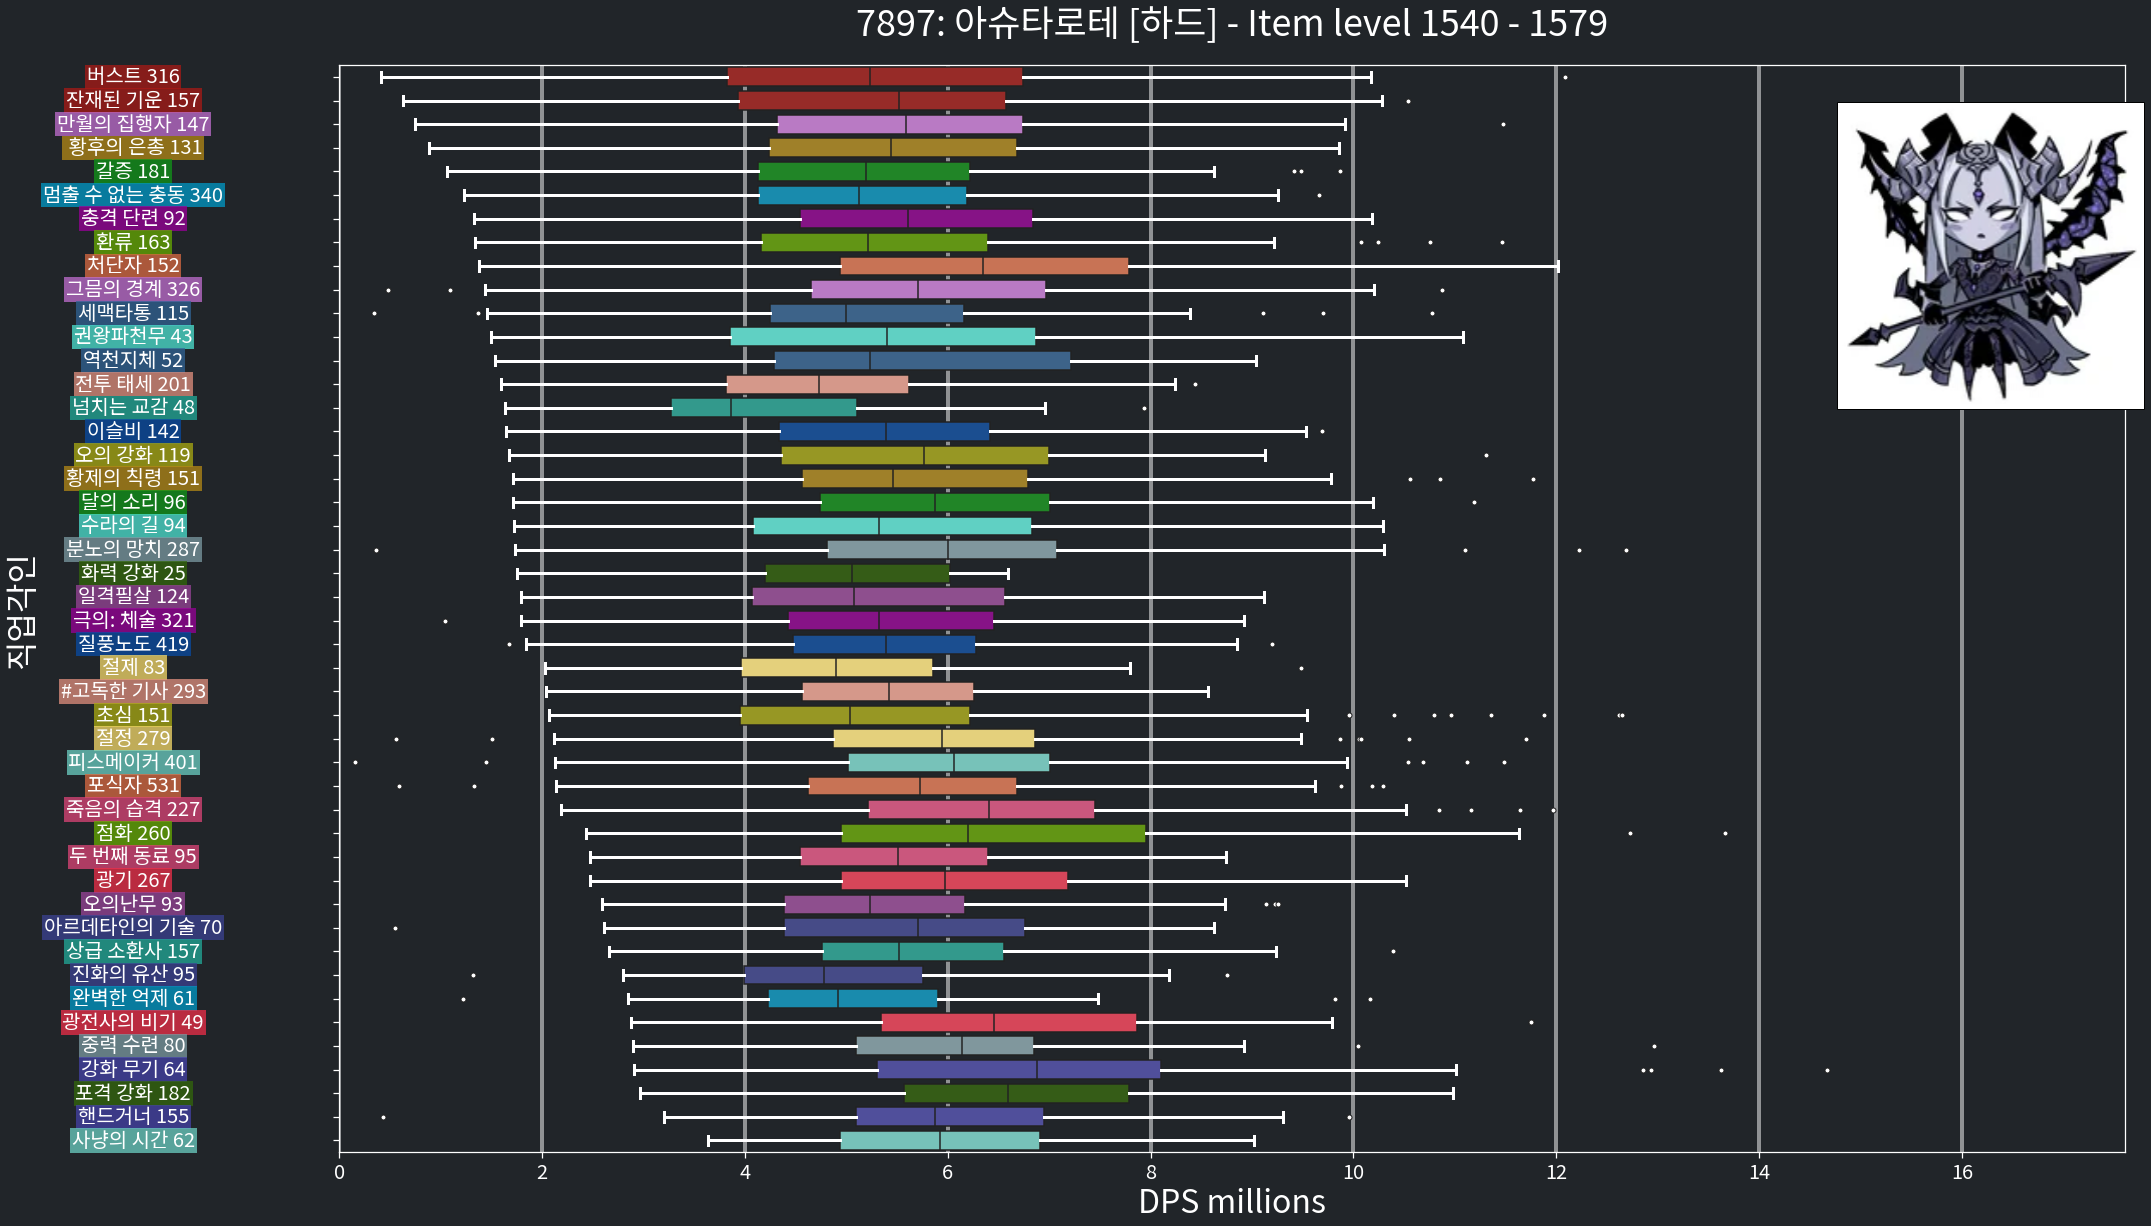 7897: 아슈타로테 [하드] - Item level 1540 - 1579
버스트 316
잔재된 기운 157
만월의 집행자 147
황후의 은총 131
갈증 181
멈출 수 없는 충동 340
충격 단련 92
환류 163
처단자 152
그믐의 경계 326
세맥타통 115
권왕파천무 43
역천지체 52
전투 태세 201
넘치는 교감 48
이슬비 142
오의 강화 119
황제의 칙령 151
달의 소리 96
수라의 길 94
분노의 망치 287
화력 강화 25
일격필살 124
극의: 체술 321
질풍노도 419
절제 83
#고독한 기사 293
초심 151
절정 279
피스메이커 401
포식자 531
죽음의 습격 227
점화 260
두 번째 동료 95
광기 267
오의난무 93
아르데타인의 기술 70
상급 소환사 157
진화의 유산 95
완벽한 억제 61
광전사의 비기 49
중력 수련 80
강화 무기 64
포격 강화 182
핸드거너 155
사냥의 시간 62
직업각인
0 2 4 6 8 10 12 14 16
DPS millions